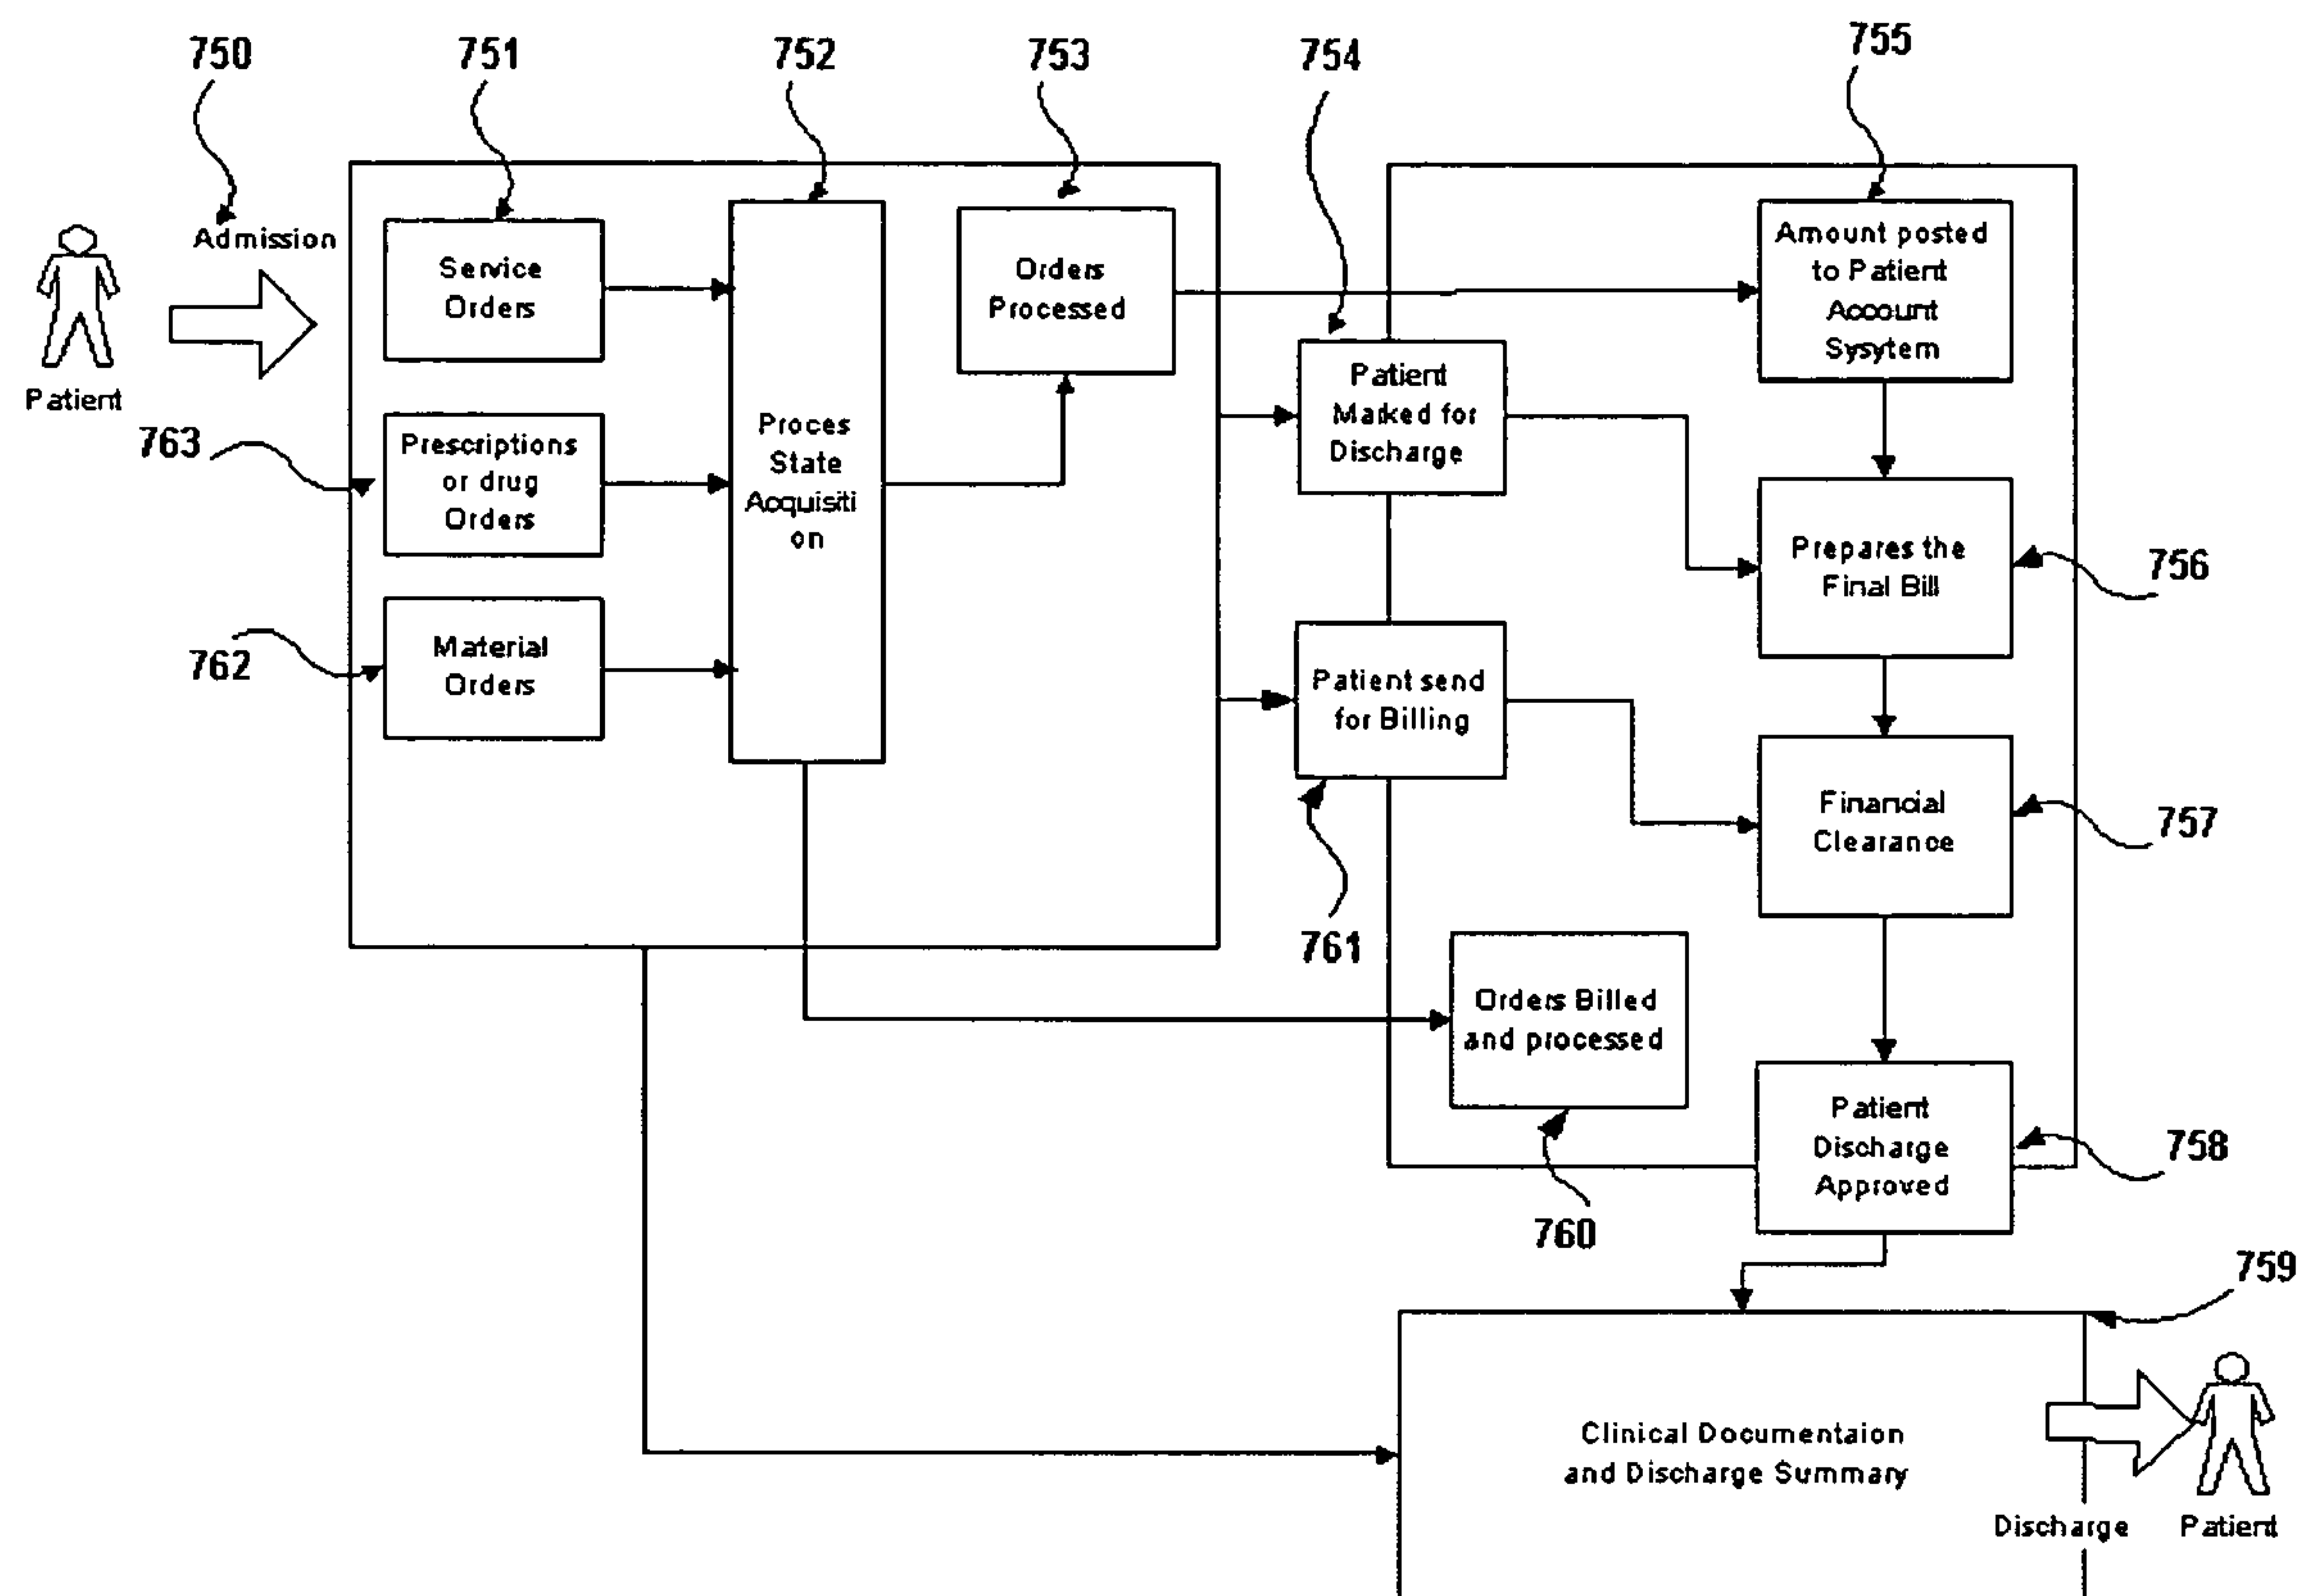 750
751
752
753
754
755
Admission
Patient
Service
Orders
763
Prescriptions
or drug
Orders
762
Material
Orders
Proces
State
Acquisiti
on
Orders
Processed
Patient
Marked for
Discharge
Patient send
for Billing
761
Amount posted
to Patient
Account
Sysytem
Prepares the
Final Bill
756
Financial
Clearance
757
Orders Billed
and processed
760
Patient
Discharge
Approved
758
759
Clinical Documentaion
and Discharge Summary
Discharge
Patient